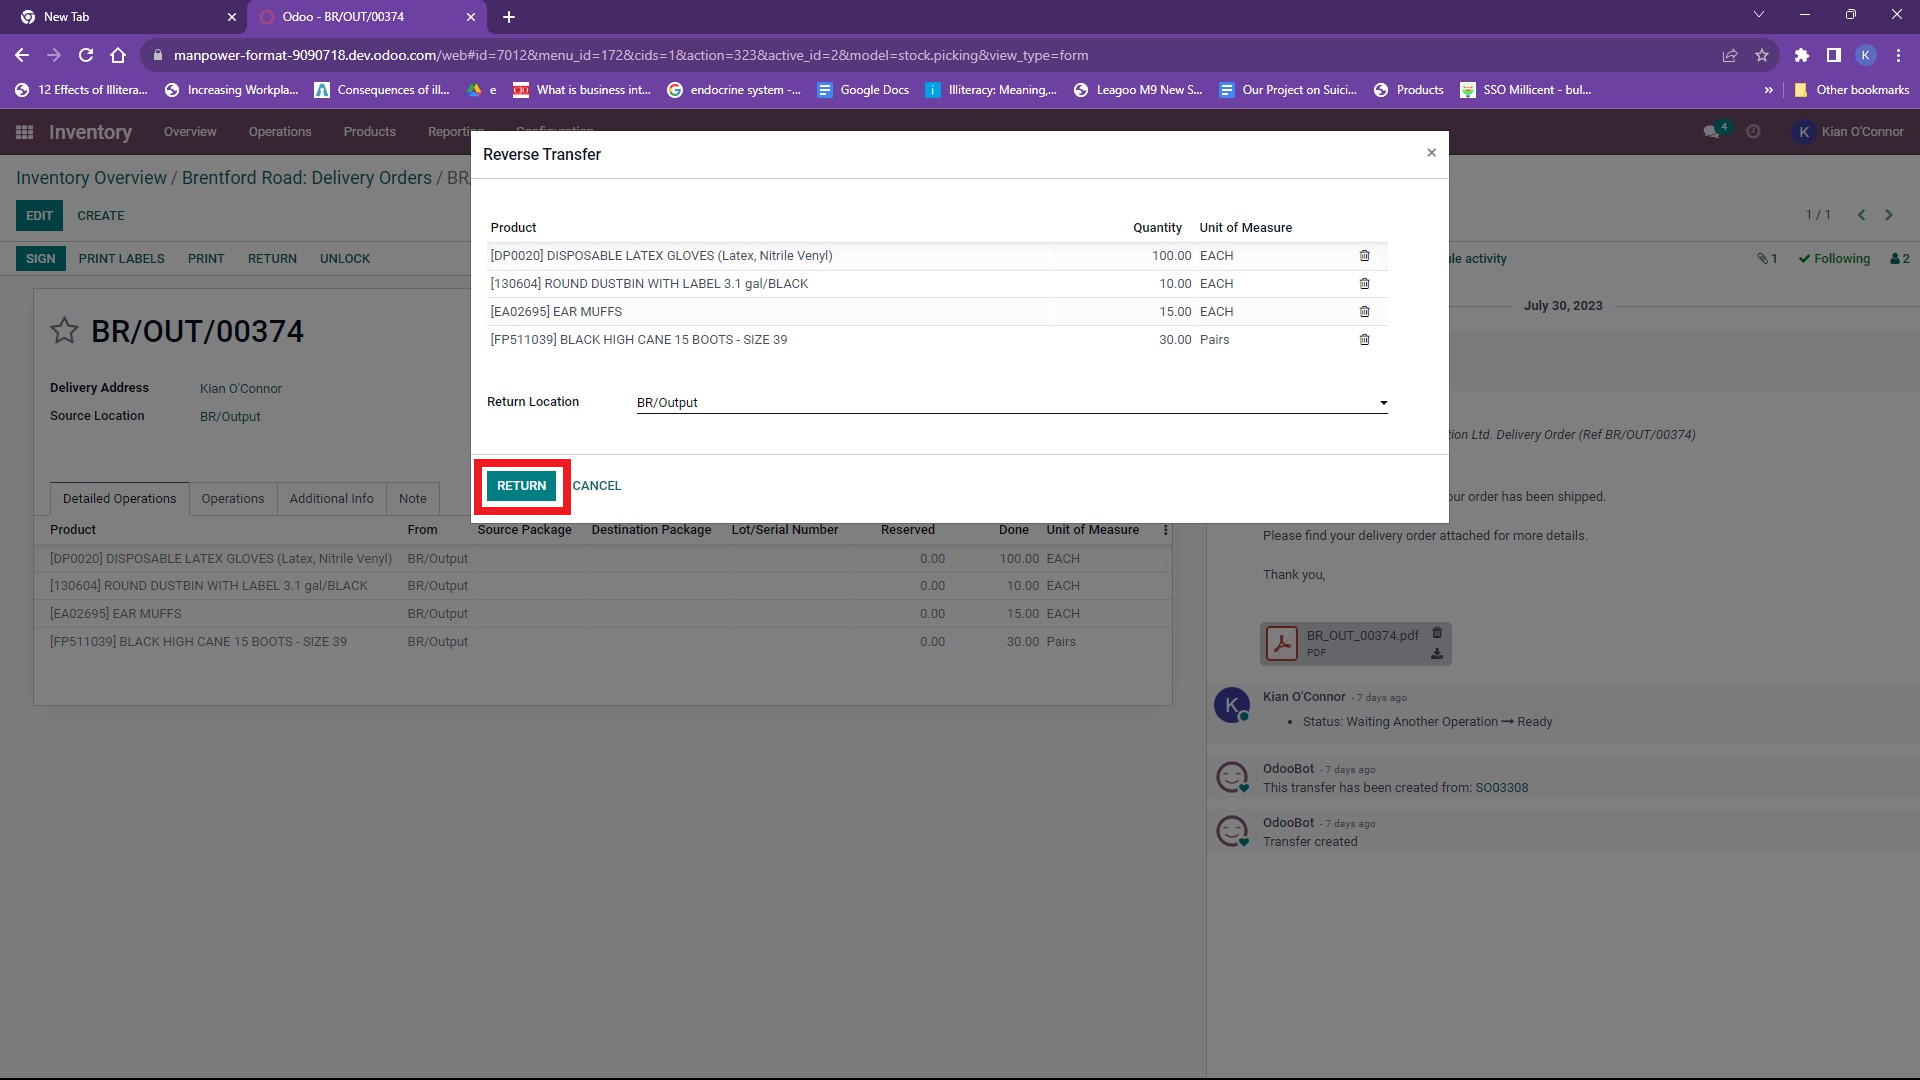 New Tab
Odoo - BR/OUT/00374
manpower-format-9090718.dev.odoo.com/web#id=7012&menu_id=172&cids=1&action=323&active_id=2&model=stock.picking&view_type=form
K
12 Effects of Illitera...
Increasing Workpla...
Consequences of ill...
e
What is business int...
endocrine system -...
Google Docs
Illiteracy: Meaning,...
Leagoo M9 New S...
Our Project on Suici...
Products
SSO Millicent - bul...
»
Other bookmarks
Inventory
Overview
Operations
Products
Reporting
Configuration
4
K
Kian O'Connor
Inventory Overview / Brentford Road: Delivery Orders / BR
EDIT
CREATE
1 / 1
SIGN
PRINT LABELS
PRINT
RETURN
UNLOCK
le activity
1
Following
2
Reverse Transfer
×
Product Quantity Unit of Measure
[DP0020] DISPOSABLE LATEX GLOVES (Latex, Nitrile Venyl) 100.00 EACH
[130604] ROUND DUSTBIN WITH LABEL 3.1 gal/BLACK 10.00 EACH
[EA02695] EAR MUFFS 15.00 EACH
[FP511039] BLACK HIGH CANE 15 BOOTS - SIZE 39 30.00 Pairs
Return Location BR/Output
RETURN
CANCEL
BR/OUT/00374
Delivery Address Kian O'Connor
Source Location BR/Output
Detailed Operations
Operations
Additional Info
Note
Product From Source Package Destination Package Lot/Serial Number Reserved Done Unit of Measure
[DP0020] DISPOSABLE LATEX GLOVES (Latex, Nitrile Venyl) BR/Output 0.00 100.00 EACH
[130604] ROUND DUSTBIN WITH LABEL 3.1 gal/BLACK BR/Output 0.00 10.00 EACH
[EA02695] EAR MUFFS BR/Output 0.00 15.00 EACH
[FP511039] BLACK HIGH CANE 15 BOOTS - SIZE 39 BR/Output 0.00 30.00 Pairs
July 30, 2023
tion Ltd. Delivery Order (Ref BR/OUT/00374)
our order has been shipped.
Please find your delivery order attached for more details.
Thank you,
BR_OUT_00374.pdf
PDF
K
Kian O'Connor - 7 days ago
• Status: Waiting Another Operation → Ready
OdooBot - 7 days ago
This transfer has been created from: SO03308
OdooBot - 7 days ago
Transfer created